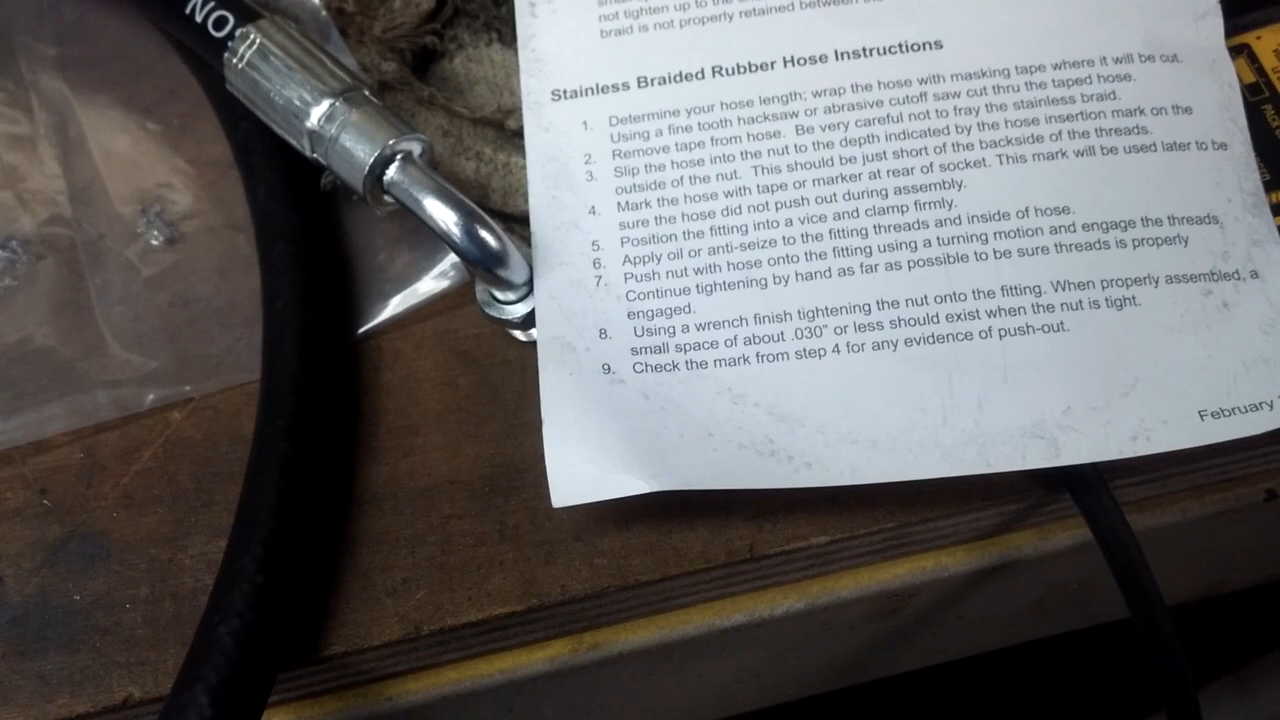 not tighten up to the
braid is not properly retained between the
Stainless Braided Rubber Hose Instructions
1. Determine your hose length; wrap the hose with masking tape where it will be cut.
Using a fine tooth hacksaw or abrasive cutoff saw cut thru the taped hose.
2. Remove tape from hose. Be very careful not to fray the stainless braid.
3. Slip the hose into the nut to the depth indicated by the hose insertion mark on the
outside of the nut. This should be just short of the backside of the threads.
4. Mark the hose with tape or marker at rear of socket. This mark will be used later to be
sure the hose did not push out during assembly.
5. Position the fitting into a vice and clamp firmly.
6. Apply oil or anti-seize to the fitting threads and inside of hose.
7. Push nut with hose onto the fitting using a turning motion and engage the threads.
Continue tightening by hand as far as possible to be sure threads is properly
engaged.
8. Using a wrench finish tightening the nut onto the fitting. When properly assembled, a
small space of about .030" or less should exist when the nut is tight.
9. Check the mark from step 4 for any evidence of push-out.
February
NO